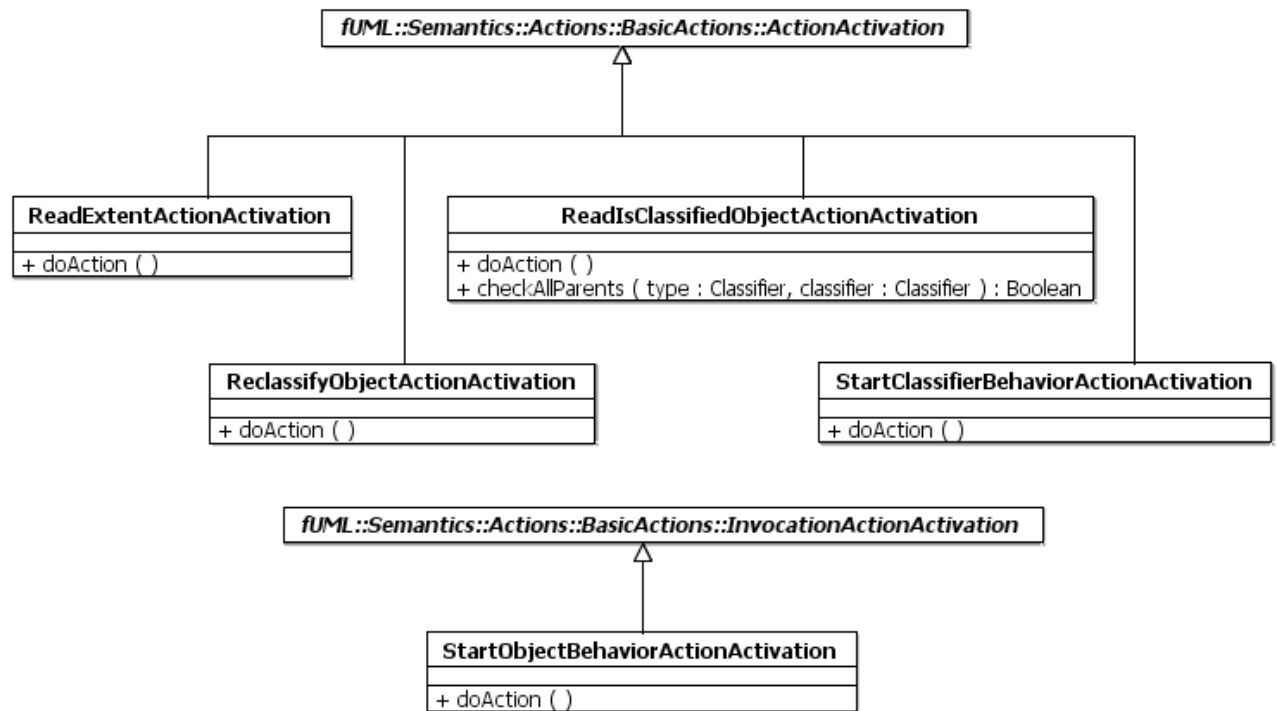 fUML::Semantics::Actions::BasicActions::ActionActivation
ReadExtentActionActivation
+ doAction ( )
ReadIsClassifiedObjectActionActivation
+ doAction ( )
+ checkAllParents ( type : Classifier, classifier : Classifier ) : Boolean
ReclassifyObjectActionActivation
+ doAction ( )
StartClassifierBehaviorActionActivation
+ doAction ( )
fUML::Semantics::Actions::BasicActions::InvocationActionActivation
StartObjectBehaviorActionActivation
+ doAction ( )